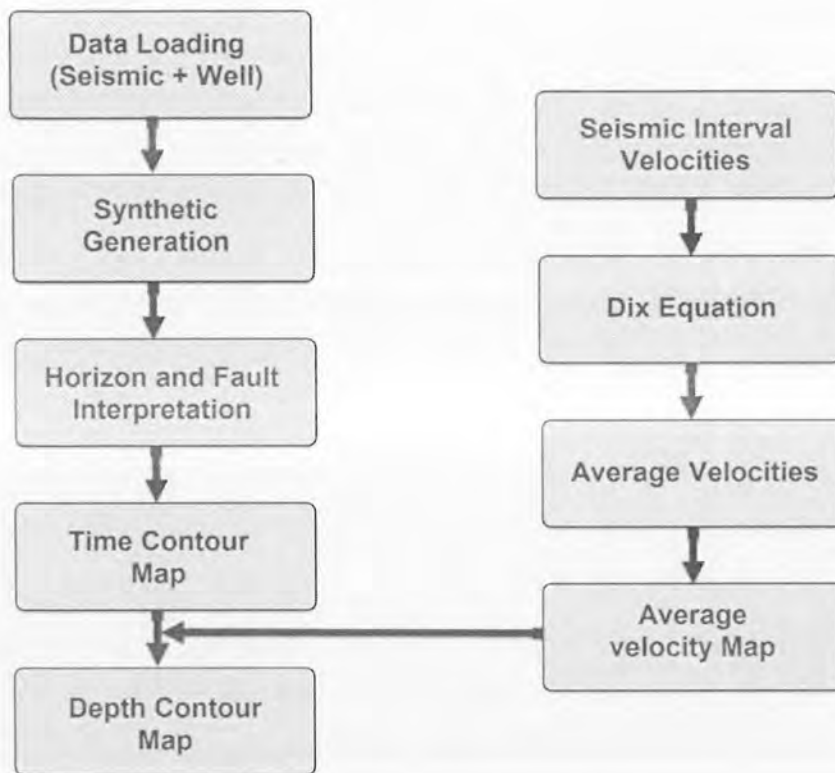 Data Loading
(Seismic + Well)
Synthetic
Generation
Horizon and Fault
Interpretation
Time Contour
Map
Depth Contour
Map
Seismic Interval
Velocities
Dix Equation
Average Velocities
Average
velocity Map